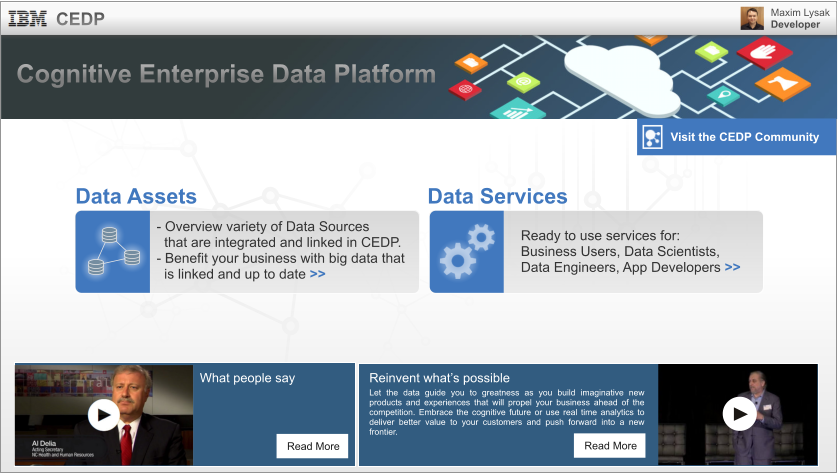 IBM CEDP
Maxim Lysak
Developer
Cognitive Enterprise Data Platform
Visit the CEDP Community
Data Assets
- Overview variety of Data Sources
that are integrated and linked in CEDP.
- Benefit your business with big data that
is linked and up to date >>
Data Services
Ready to use services for:
Business Users, Data Scientists,
Data Engineers, App Developers >>
What people say
Al Delia
Acting Secretary
NC Health and Human Resources
Read More
Reinvent what's possible
Let the data guide you to greatness as you build imaginative new
products and experiences that will propel your business ahead of the
competition. Embrace the cognitive future or use real time analytics to
deliver better value to your customers and push forward into a new
frontier.
Read More